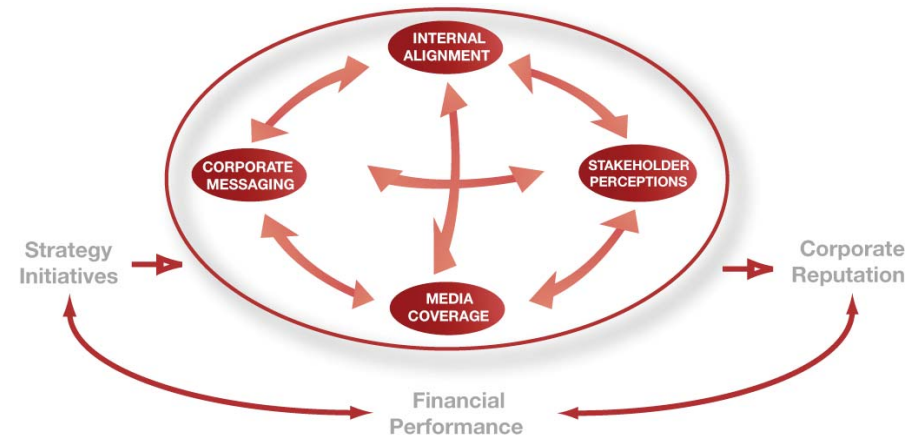 INTERNAL
ALIGNMENT
CORPORATE
MESSAGING
STAKEHOLDER
PERCEPTIONS
MEDIA
COVERAGE
Strategy
Initiatives
Corporate
Reputation
Financial
Performance